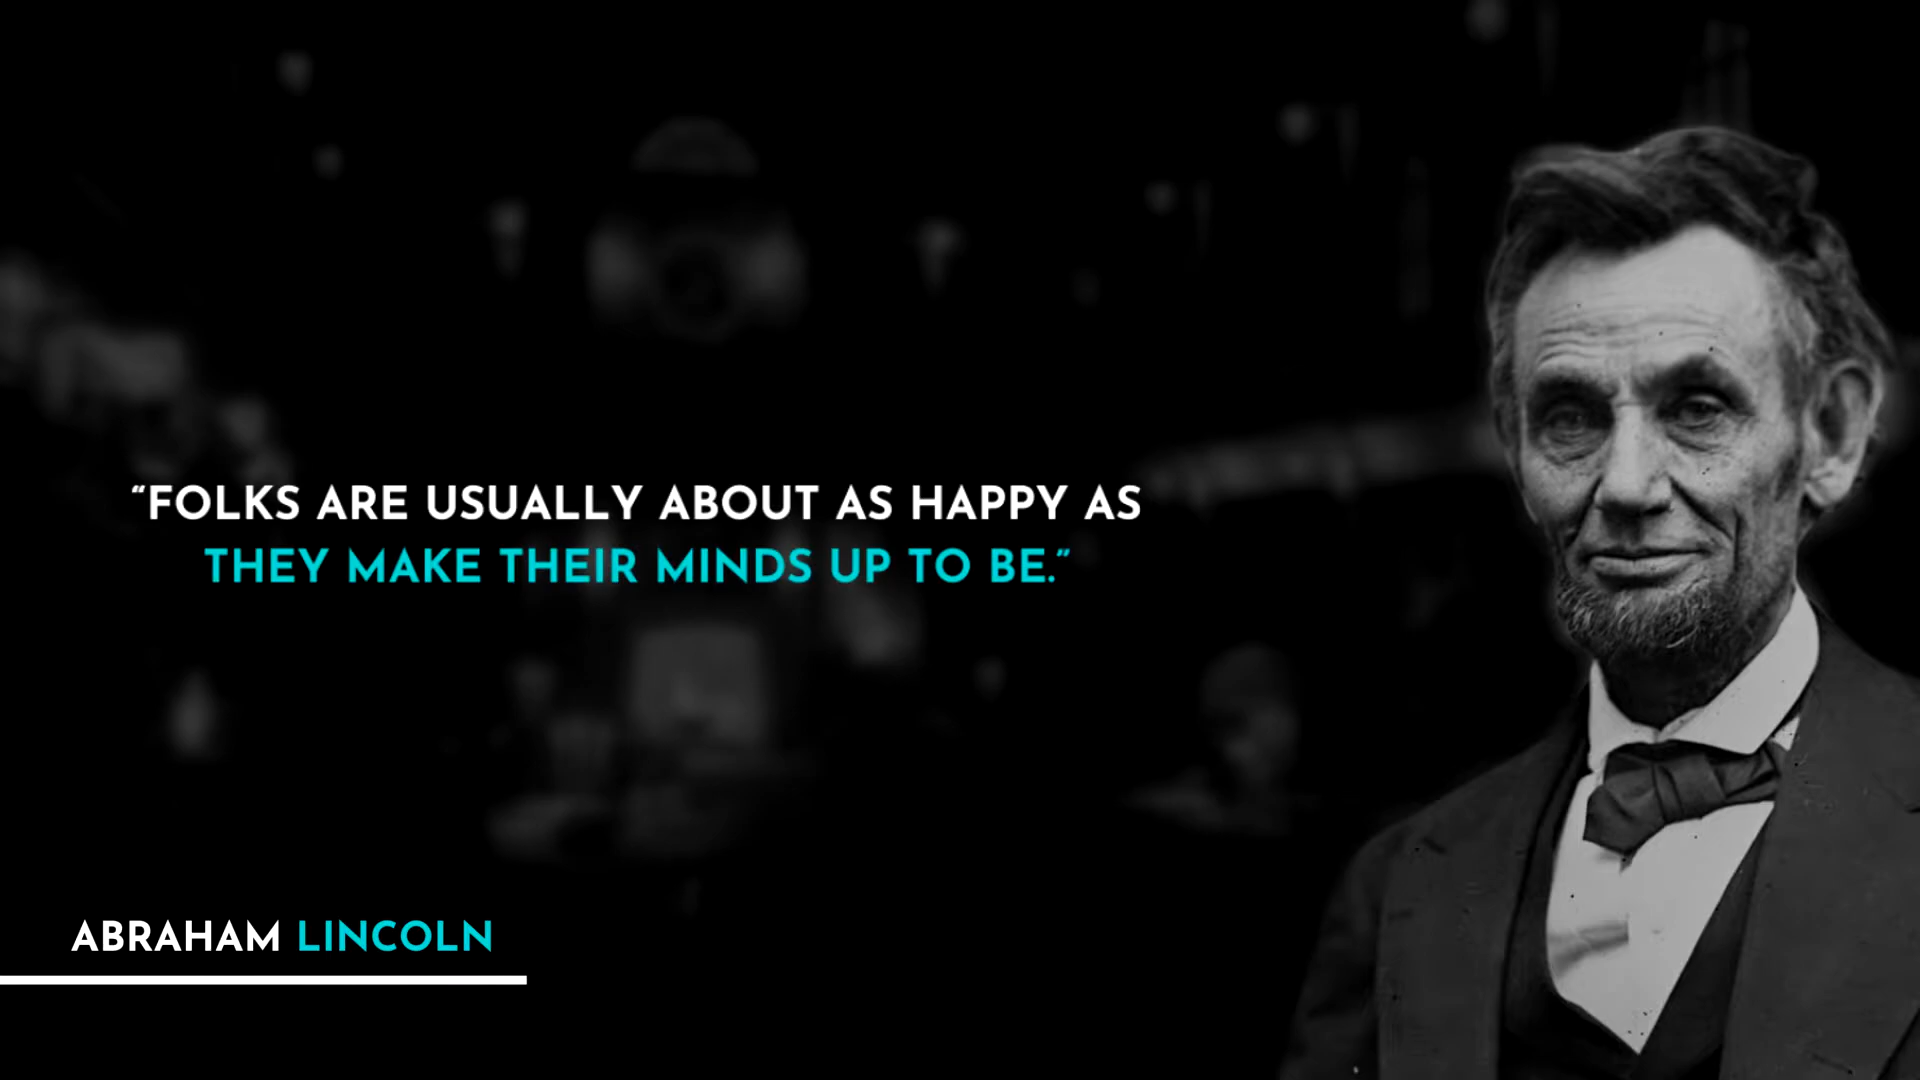 “FOLKS ARE USUALLY ABOUT AS HAPPY AS
THEY MAKE THEIR MINDS UP TO BE.”
ABRAHAM LINCOLN